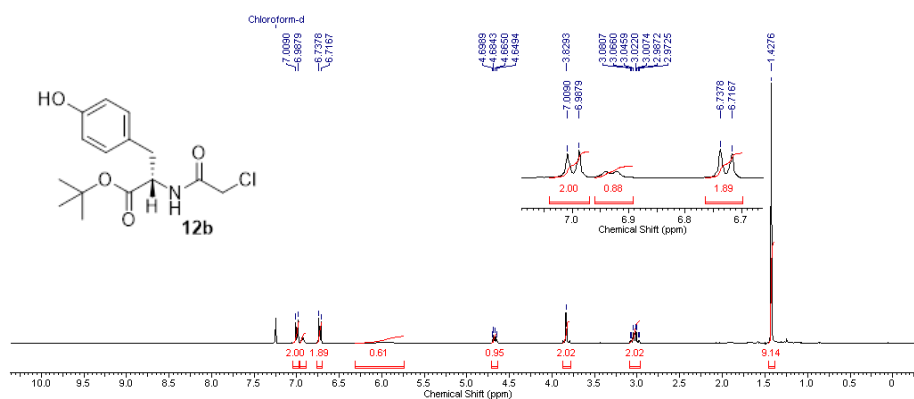 Chloroform-d
7.0090
6.9879
6.7378
6.7167
4.6989
4.6843
4.6650
4.6494
3.8293
3.0807
3.0660
3.0459
3.0220
3.0074
2.9872
2.9725
1.4276
7.0090
6.9879
6.7378
6.7167
HO
O
Cl
O
N
H
O
H
12b
2.00 0.88 1.89
7.0 6.9 6.8 6.7
Chemical Shift (ppm)
2.00 1.89 0.61 0.95 2.02 2.02 9.14
10.0 9.5 9.0 8.5 8.0 7.5 7.0 6.5 6.0 5.5 5.0 4.5 4.0 3.5 3.0 2.5 2.0 1.5 1.0 0.5 0
Chemical Shift (ppm)